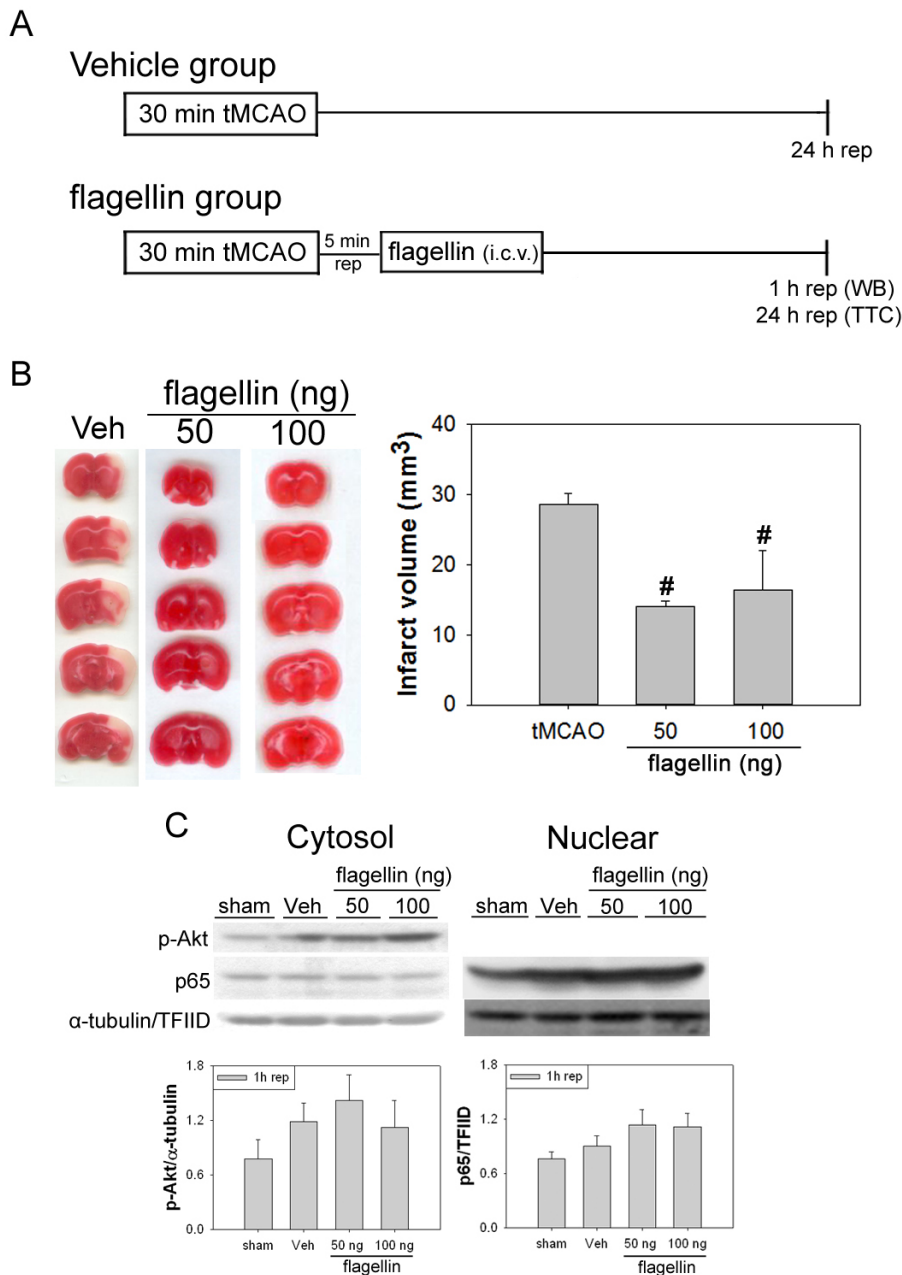 A
Vehicle group
30 min tMCAO
24 h rep
flagellin group
30 min tMCAO
5 min
rep
flagellin (i.c.v.)
1 h rep (WB)
24 h rep (TTC)
B
flagellin (ng)
Veh 50 100
Infarct volume (mm3)
40
30
20
10
0
#
#
tMCAO 50 100
flagellin (ng)
C
Cytosol Nuclear
flagellin (ng) flagellin (ng)
sham Veh 50 100 sham Veh 50 100
p-Akt
p65
α-tubulin/TFIID
p-Akt/α-tubulin
1.8
1.2
0.6
0.0
1h rep
sham Veh 50 ng 100 ng
flagellin
p65/TFIID
1.8
1.2
0.6
0.0
1h rep
sham Veh 50 ng 100 ng
flagellin